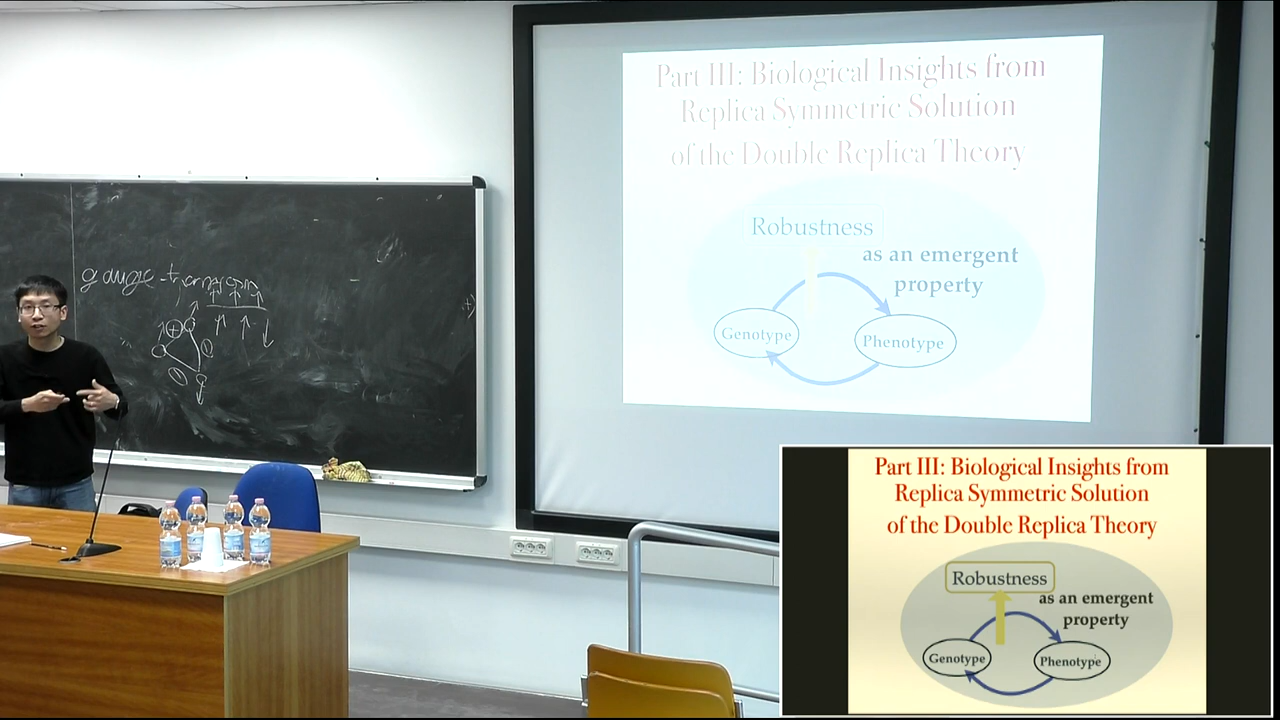 Part III: Biological Insights from
Replica Symmetric Solution
of the Double Replica Theory
Robustness
as an emergent
property
Genotype
Phenotype
gauge
Part III: Biological Insights from
Replica Symmetric Solution
of the Double Replica Theory
Robustness
as an emergent
property
Genotype
Phenotype